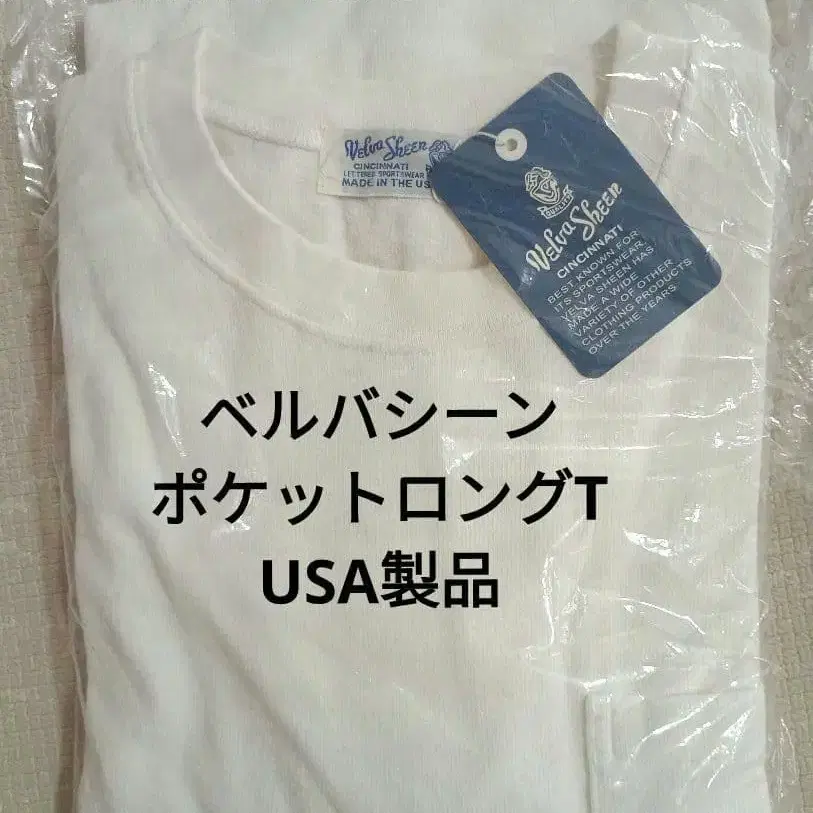 Velva Sheen
CINCINNATI
LETTERED SPORTSWEAR
MADE IN THE US
QUALITY
Velva Sheen
CINCINNATI
BEST KNOWN FOR
ITS SPORTSWEAR,
VELVA SHEEN HAS
MADE A WIDE
VARIETY OF OTHER
CLOTHING PRODUCTS
OVER THE YEARS.
ベルバシーン
ポケットロングT
USA製品